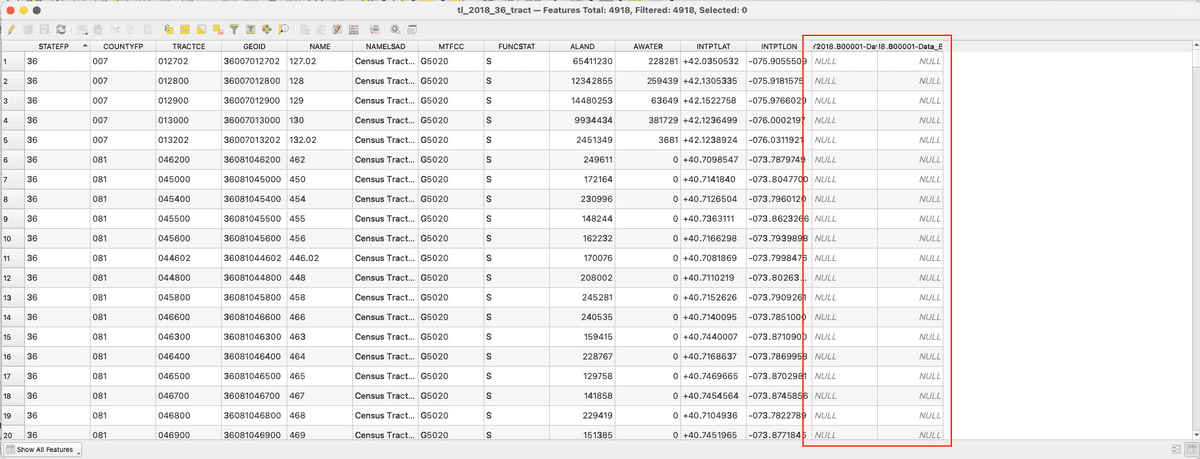 tl_2018_36_tract — Features Total: 4918, Filtered: 4918, Selected: 0
STATEFP COUNTYFP TRACTCE GEOID NAME NAMELSAD MTFCC FUNCSTAT ALAND AWATER INTPTLAT INTPTLON Y2018.B00001-Dat l8.B00001-Data_B
1 36 007 012702 36007012702 127.02 Census Tract... G5020 S 65411230 228281 +42.0350532 -075.9055509 NULL NULL
2 36 007 012800 36007012800 128 Census Tract... G5020 S 12342855 259439 +42.1305335 -075.9181575 NULL NULL
3 36 007 012900 36007012900 129 Census Tract... G5020 S 14480253 63649 +42.1522758 -075.9766029 NULL NULL
4 36 007 013000 36007013000 130 Census Tract... G5020 S 9934434 381729 +42.1236499 -076.0002197 NULL NULL
5 36 007 013202 36007013202 132.02 Census Tract... G5020 S 2451349 3681 +42.1238924 -076.0311921 NULL NULL
6 36 081 046200 36081046200 462 Census Tract... G5020 S 249611 0 +40.7098547 -073.7879749 NULL NULL
7 36 081 045000 36081045000 450 Census Tract... G5020 S 172164 0 +40.7141840 -073.8047700 NULL NULL
8 36 081 045400 36081045400 454 Census Tract... G5020 S 230996 0 +40.7126504 -073.7960120 NULL NULL
9 36 081 045500 36081045500 455 Census Tract... G5020 S 148244 0 +40.7363111 -073.8623266 NULL NULL
10 36 081 045600 36081045600 456 Census Tract... G5020 S 162232 0 +40.7166298 -073.7939898 NULL NULL
11 36 081 044602 36081044602 446.02 Census Tract... G5020 S 170076 0 +40.7081869 -073.7998476 NULL NULL
12 36 081 044800 36081044800 448 Census Tract... G5020 S 208002 0 +40.7110219 -073.80263... NULL NULL
13 36 081 045800 36081045800 458 Census Tract... G5020 S 245281 0 +40.7152626 -073.7909261 NULL NULL
14 36 081 046600 36081046600 466 Census Tract... G5020 S 240535 0 +40.7140095 -073.7851000 NULL NULL
15 36 081 046300 36081046300 463 Census Tract... G5020 S 159415 0 +40.7440007 -073.8710900 NULL NULL
16 36 081 046400 36081046400 464 Census Tract... G5020 S 228767 0 +40.7168637 -073.7869958 NULL NULL
17 36 081 046500 36081046500 465 Census Tract... G5020 S 129758 0 +40.7469665 -073.8702981 NULL NULL
18 36 081 046700 36081046700 467 Census Tract... G5020 S 141858 0 +40.7454564 -073.8745856 NULL NULL
19 36 081 046800 36081046800 468 Census Tract... G5020 S 229419 0 +40.7104936 -073.7822789 NULL NULL
20 36 081 046900 36081046900 469 Census Tract... G5020 S 151385 0 +40.7451965 -073.8771845 NULL NULL
Show All Features